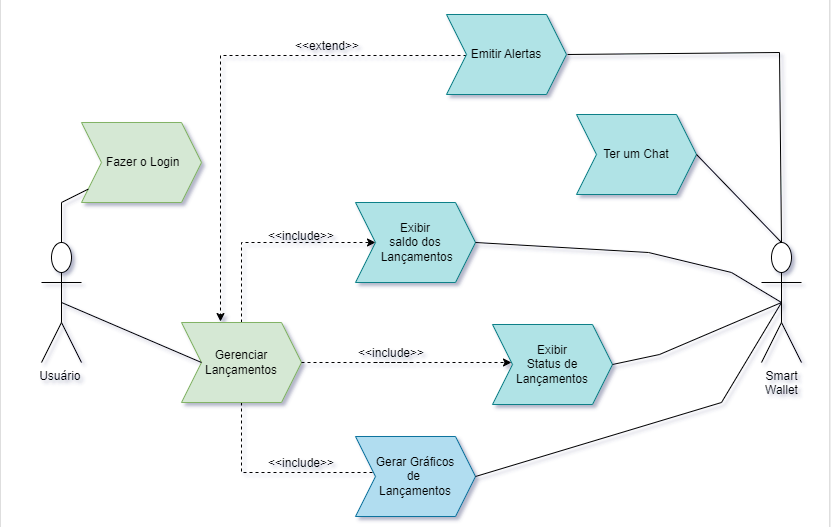 <<extend>>
Emitir Alertas
Fazer o Login
Ter um Chat
<<include>>
Exibir
saldo dos
Lançamentos
Usuário
Gerenciar
Lançamentos
<<include>>
Exibir
Status de
Lançamentos
Smart
Wallet
<<include>>
Gerar Gráficos
de
Lançamentos